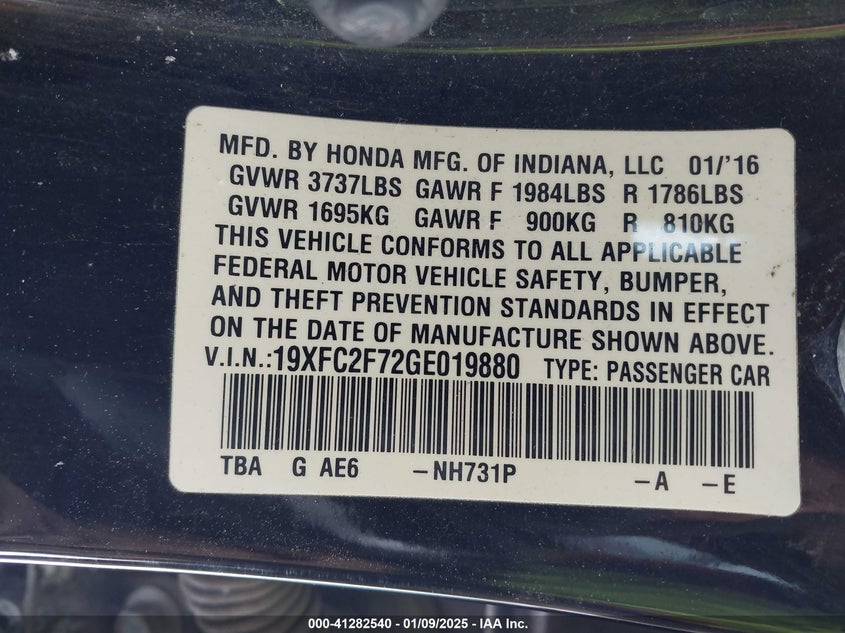 MFD. BY HONDA MFG. OF INDIANA, LLC 01/'16
GVWR 3737LBS GAWR F 1984LBS R 1786LBS
GVWR 1695KG GAWR F 900KG R 810KG
THIS VEHICLE CONFORMS TO ALL APPLICABLE
FEDERAL MOTOR VEHICLE SAFETY, BUMPER,
AND THEFT PREVENTION STANDARDS IN EFFECT
ON THE DATE OF MANUFACTURE SHOWN ABOVE.
V.I.N.:19XFC2F72GE019880 TYPE: PASSENGER CAR
TBA G AE6 -NH731P -A -E
000-41282540 - 01/09/2025 - IAA Inc.